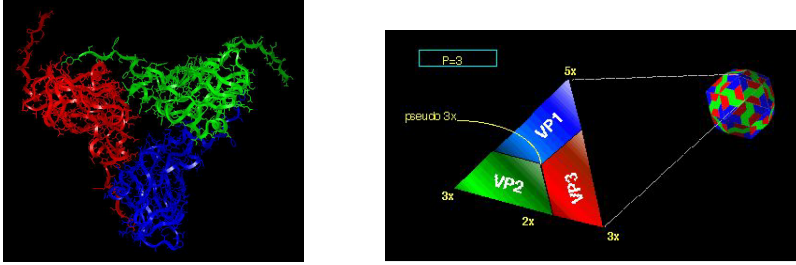 P=3
5x
pseudo 3x
VP1
VP2
VP3
3x
2x
3x